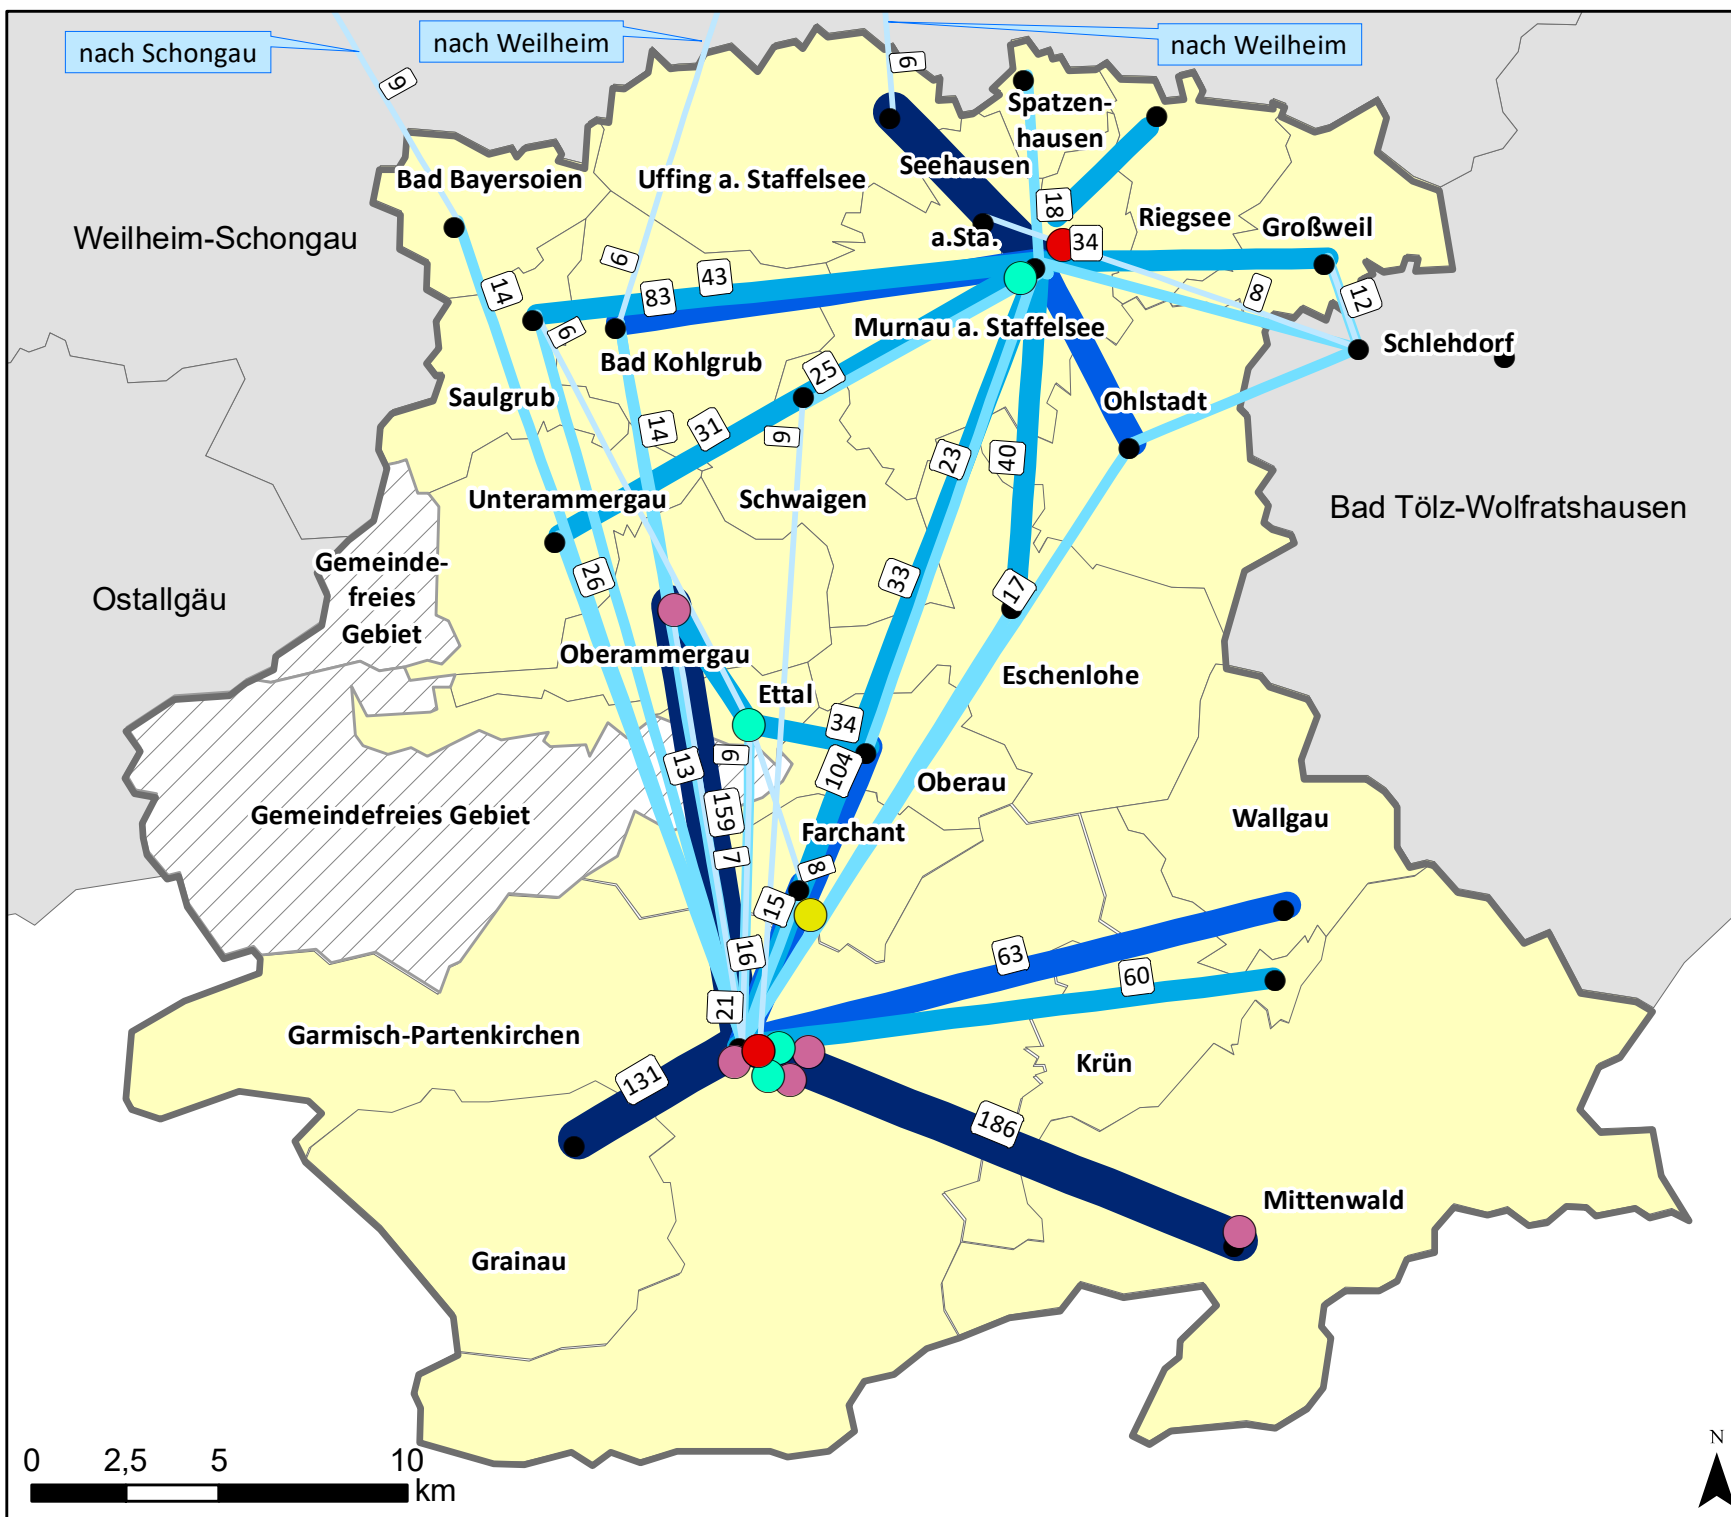 nach Schongau
nach Weilheim
nach Weilheim
9
6
Spatzen-
hausen
Seehausen
Bad Bayersoien
Uffing a. Staffelsee
18
Riegsee
Großweil
Weilheim-Schongau
a.Sta.
34
9
43
83
14
8
12
6
Murnau a. Staffelsee
Schlehdorf
Bad Kohlgrub
25
Saulgrub
Ohlstadt
14
31
9
23
40
Unterammergau
Schwaigen
Bad Tölz-Wolfratshausen
Gemeinde-
freies
Gebiet
26
33
17
Ostallgäu
Oberammergau
Eschenlohe
Ettal
34
13
9
104
Oberau
159
Gemeindefreies Gebiet
Farchant
Wallgau
7
8
15
16
63
60
21
Garmisch-Partenkirchen
Krün
131
186
Mittenwald
Grainau
0 2,5 5 10
km
N